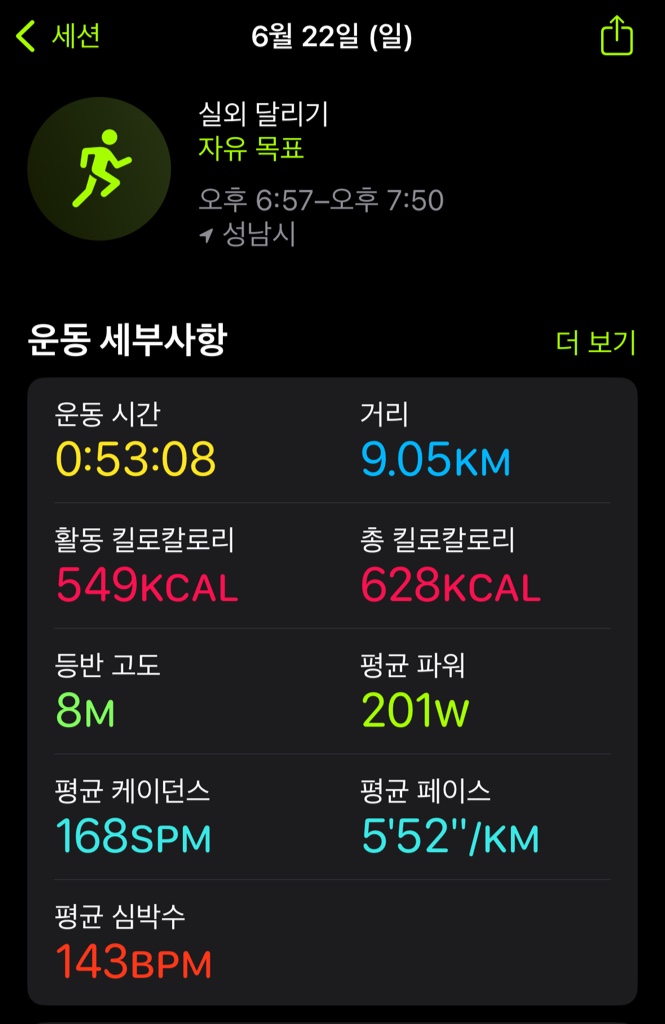 세션
6월 22일 (일)
실외 달리기
자유 목표
오후 6:57–오후 7:50
성남시
운동 세부사항
더 보기
운동 시간
거리
0:53:08
9.05KM
활동 킬로칼로리
총 킬로칼로리
549KCAL
628KCAL
등반 고도
평균 파워
8M
201W
평균 케이던스
평균 페이스
168SPM
5'52"/KM
평균 심박수
143BPM